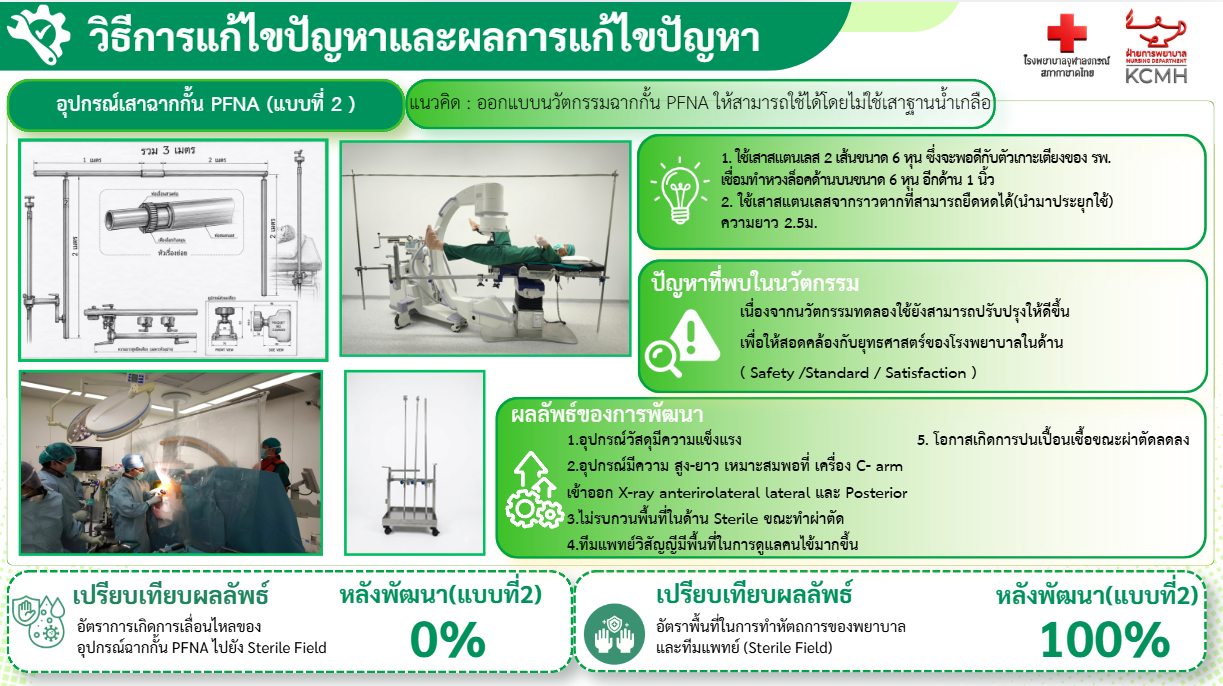 วิธีการแก้ไขปัญหาและผลการแก้ไขปัญหา
โรงพยาบาลจุฬาลงกรณ์
สภากาชาดไทย
ฝ่ายการพยาบาล
NURSING DEPARTMENT
KCMH
อุปกรณ์เสาฉากกั้น PFNA (แบบที่ 2 )
แนวคิด : ออกแบบนวัตกรรมฉากกั้น PFNA ให้สามารถใช้ได้โดยไม่ใช้เสาฐานน้ำเกลือ
รวม 3 เมตร
1 เมตร
2 เมตร
2 เมตร
2 เมตร
FRONT VIEW
SIDE VIEW
1. ใช้เสาสแตนเลส 2 เส้นขนาด 6 หุน ซึ่งจะพอดีกับตัวเกาะเตียงของ รพ.
เชื่อมทำหวงล็อคด้านบนขนาด 6 หุน อีกด้าน 1 นิ้ว
2. ใช้เสาสแตนเลสจากราวตากที่สามารถยืดหดได้(นำมาประยุกใช้)
ความยาว 2.5ม.
ปัญหาที่พบในนวัตกรรม
เนื่องจากนวัตกรรมทดลองใช้ยังสามารถปรับปรุงให้ดีขึ้น
เพื่อให้สอดคล้องกับยุทธศาสตร์ของโรงพยาบาลในด้าน
( Safety /Standard / Satisfaction )
ผลลัพธ์ของการพัฒนา
1.อุปกรณ์วัสดุมีความแข็งแรง
2.อุปกรณ์มีความ สูง-ยาว เหมาะสมพอที่ เครื่อง C- arm
เข้าออก X-ray anterirolateral lateral และ Posterior
3.ไม่รบกวนพื้นที่ในด้าน Sterile ขณะทำผ่าตัด
4.ทีมแพทย์วิสัญญีมีพื้นที่ในการดูแลคนไข้มากขึ้น
5. โอกาสเกิดการปนเปื้อนเชื้อขณะผ่าตัดลดลง
เปรียบเทียบผลลัพธ์
อัตราการเกิดการเลื่อนไหลของ
อุปกรณ์ฉากกั้น PFNA ไปยัง Sterile Field
หลังพัฒนา(แบบที่2)
0%
เปรียบเทียบผลลัพธ์
อัตราพื้นที่ในการทำหัตถการของพยาบาล
และทีมแพทย์ (Sterile Field)
หลังพัฒนา(แบบที่2)
100%